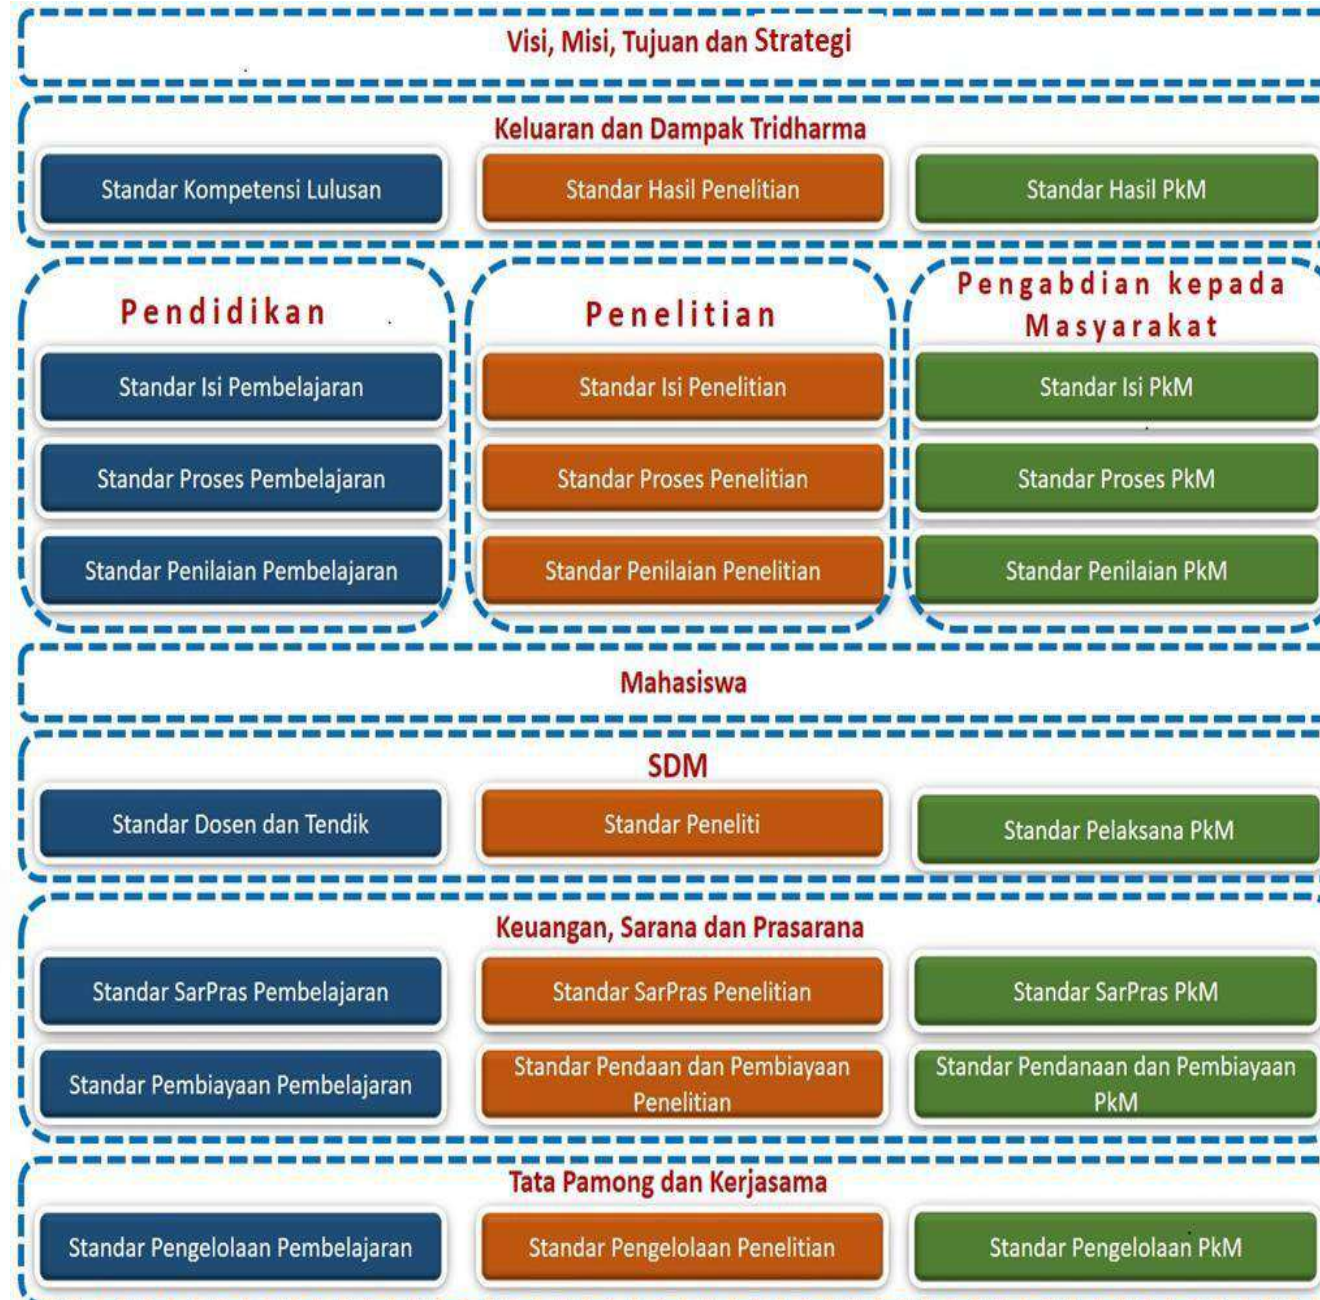 Visi, Misi, Tujuan dan Strategi
Keluaran dan Dampak Tridharma
Standar Kompetensi Lulusan
Standar Hasil Penelitian
Standar Hasil PkM
Pendidikan
Standar Isi Pembelajaran
Standar Proses Pembelajaran
Standar Penilaian Pembelajaran
Penelitian
Standar Isi Penelitian
Standar Proses Penelitian
Standar Penilaian Penelitian
Pengabdian kepada
Masyarakat
Standar Isi PkM
Standar Proses PkM
Standar Penilaian PkM
Mahasiswa
SDM
Standar Dosen dan Tendik
Standar Peneliti
Standar Pelaksana PkM
Keuangan, Sarana dan Prasarana
Standar SarPras Pembelajaran
Standar SarPras Penelitian
Standar SarPras PkM
Standar Pembiayaan Pembelajaran
Standar Pendaan dan Pembiayaan
Penelitian
Standar Pendanaan dan Pembiayaan
PkM
Tata Pamong dan Kerjasama
Standar Pengelolaan Pembelajaran
Standar Pengelolaan Penelitian
Standar Pengelolaan PkM